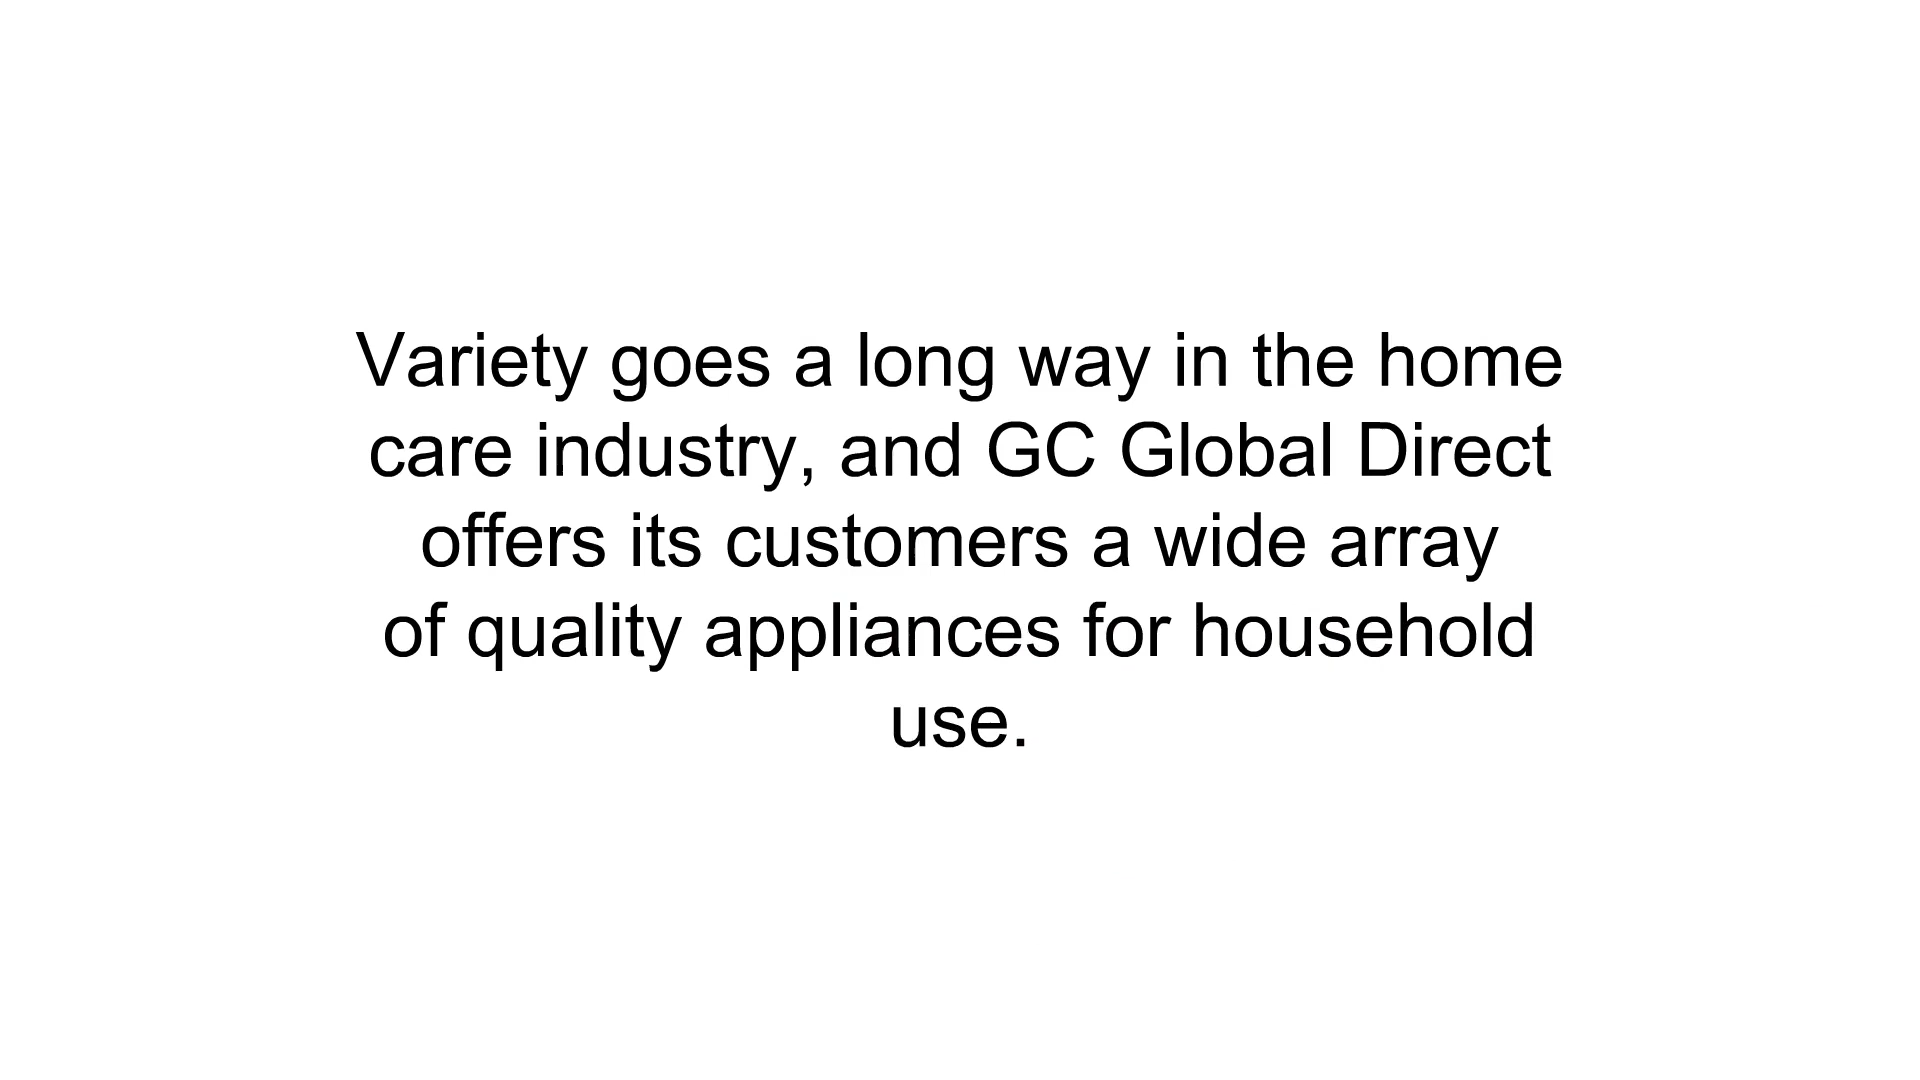 Variety goes a long way in the home
care industry, and GC Global Direct
offers its customers a wide array
of quality appliances for household
use.